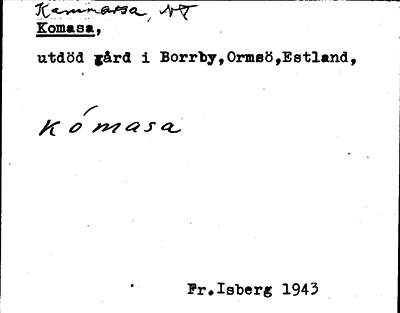 Kammarsa, NT
Komasa,
utdöd gård i Borrby,Ormsö,Estland,
kómasa
Fr.Isberg 1943